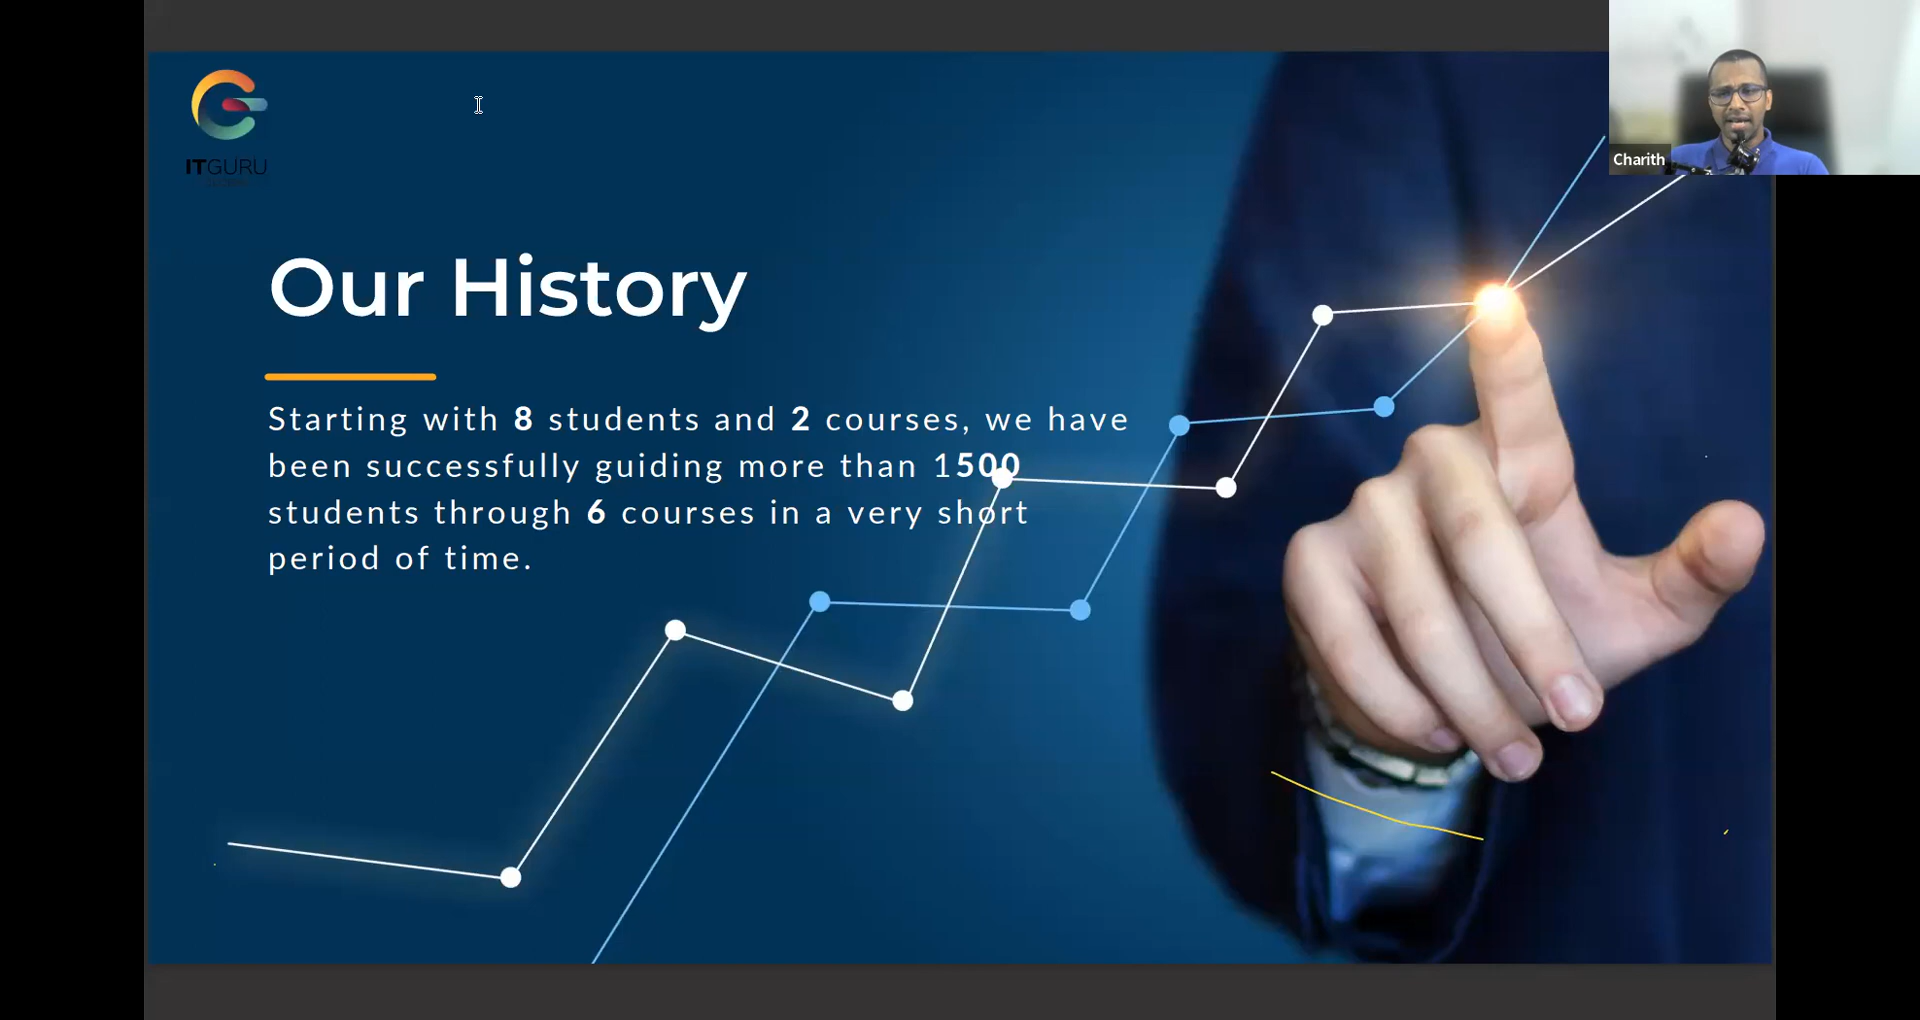 Charith
ITGURU
Our History
Starting with 8 students and 2 courses, we have
been successfully guiding more than 1500
students through 6 courses in a very short
period of time.